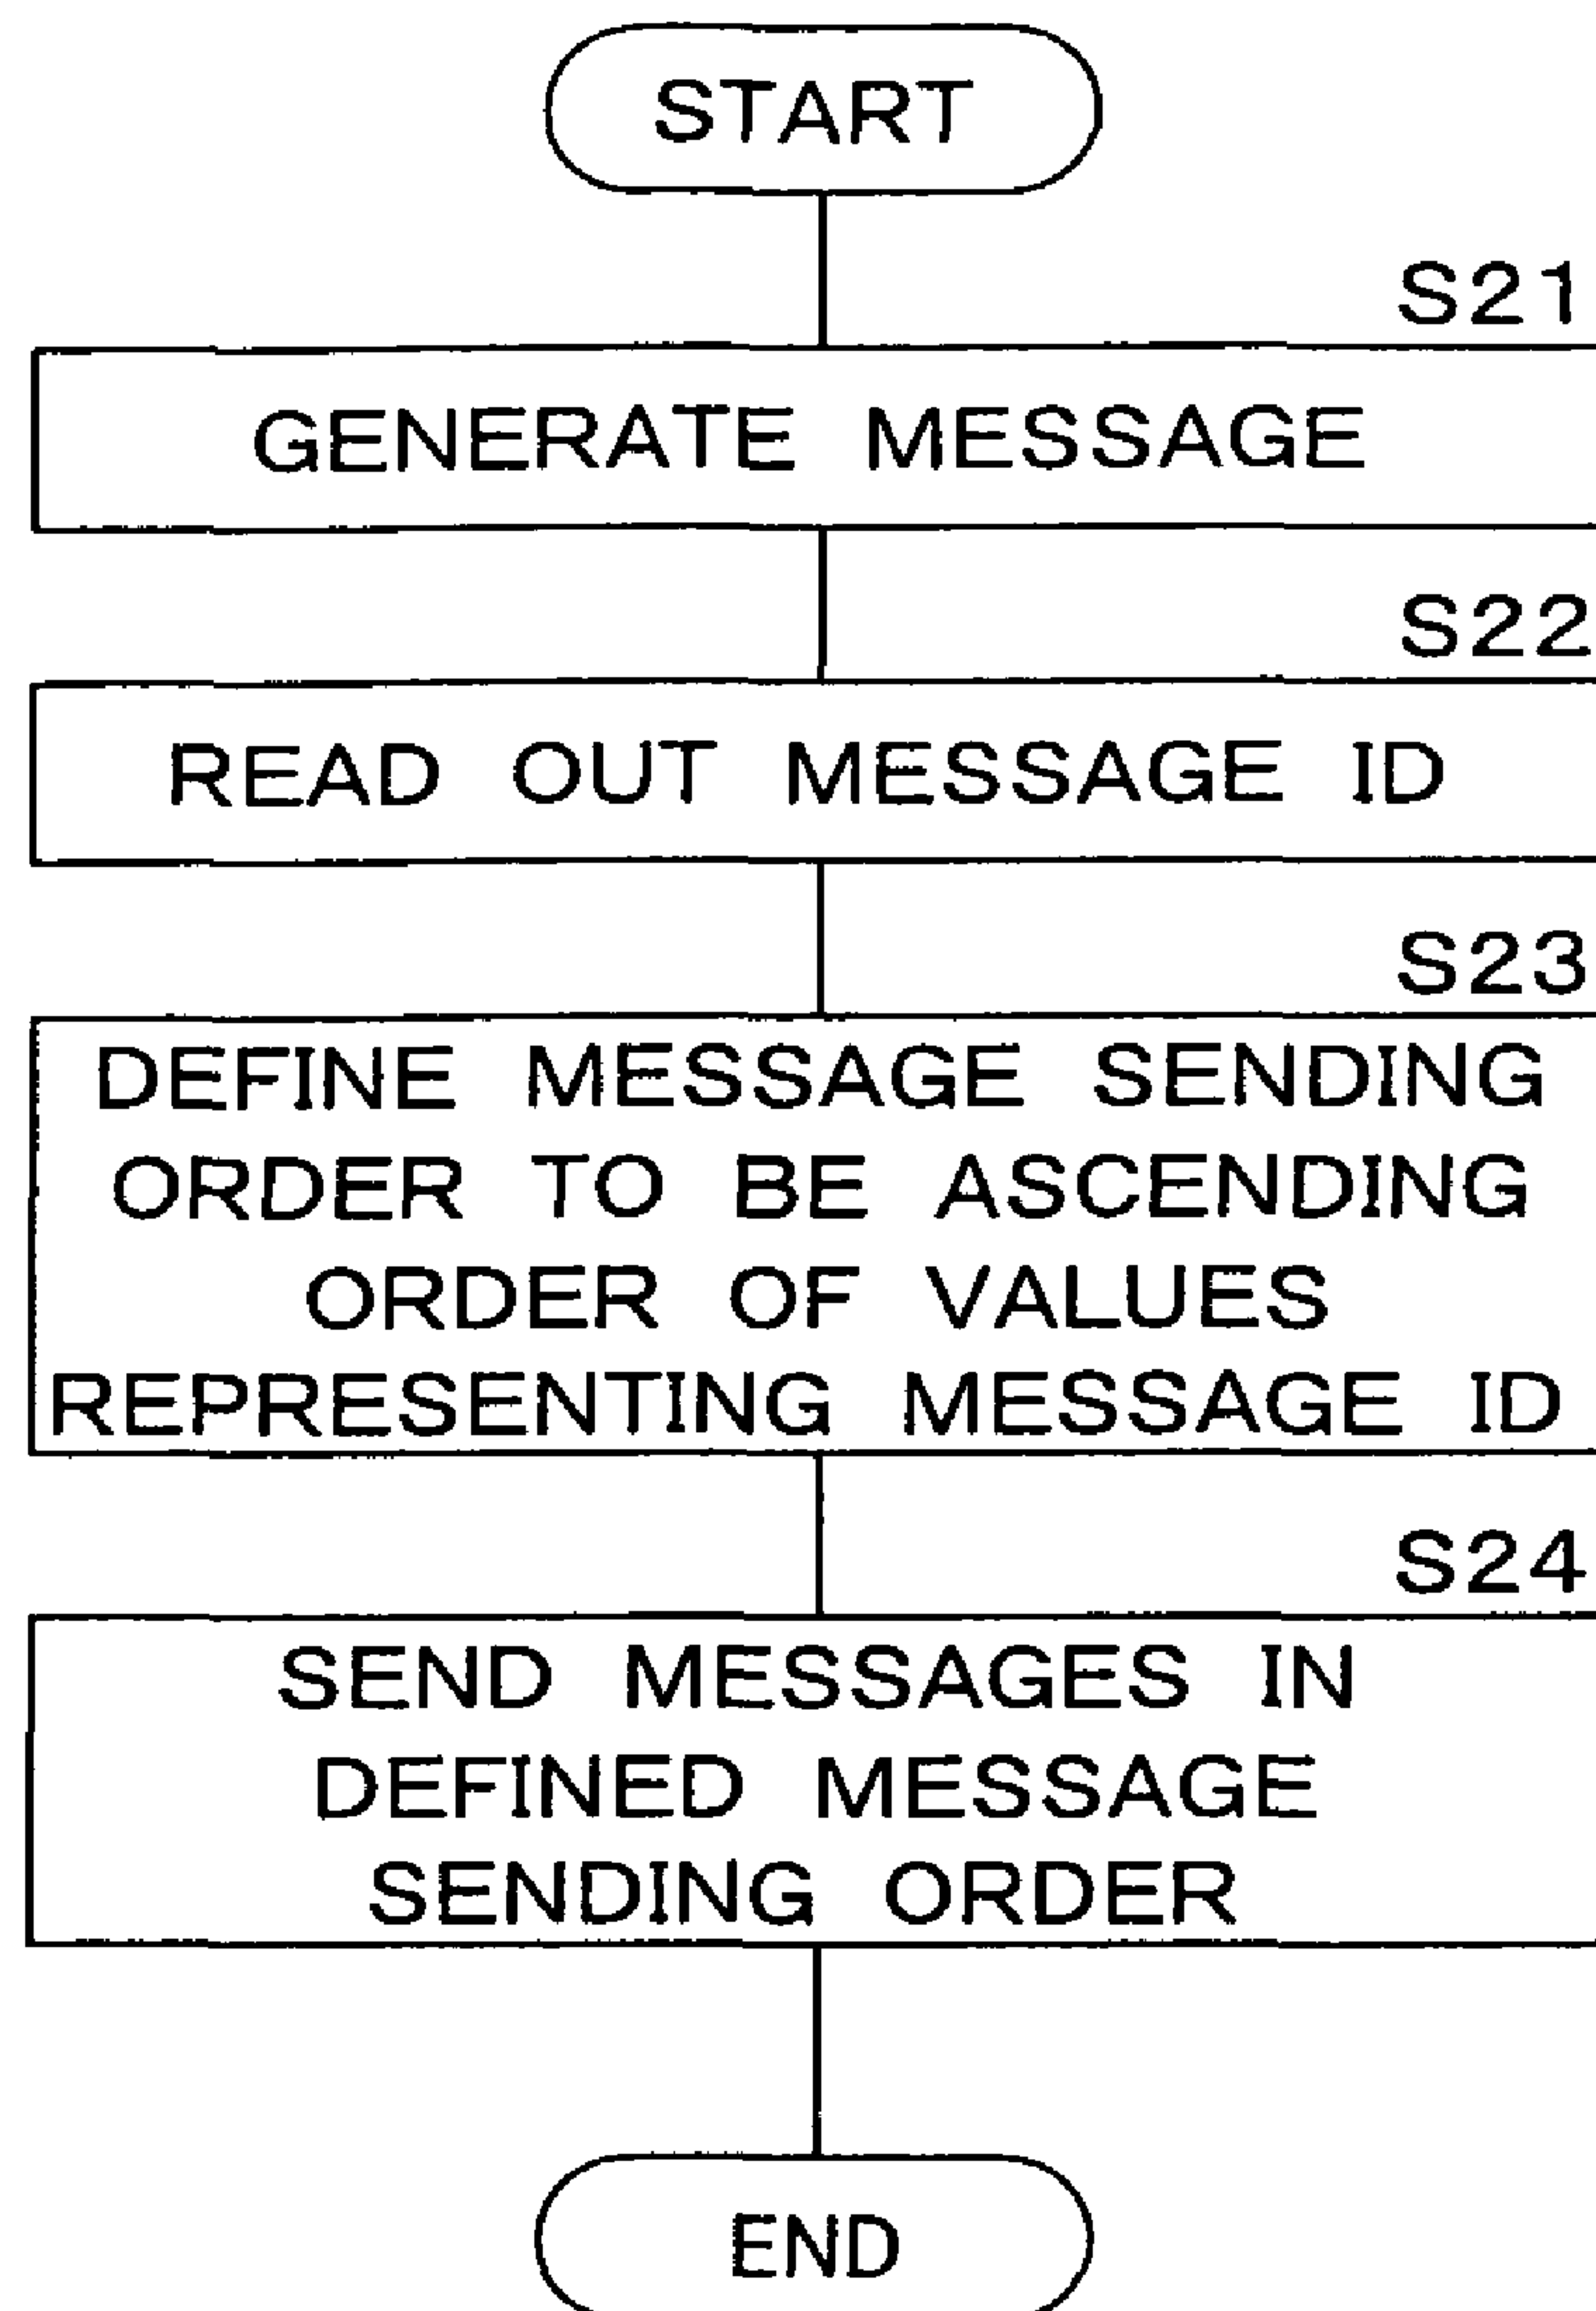 START
S21
GENERATE MESSAGE
S22
READ OUT MESSAGE ID
S23
DEFINE MESSAGE SENDING
ORDER TO BE ASCENDING
ORDER OF VALUES
REPRESENTING MESSAGE ID
S24
SEND MESSAGES IN
DEFINED MESSAGE
SENDING ORDER
END